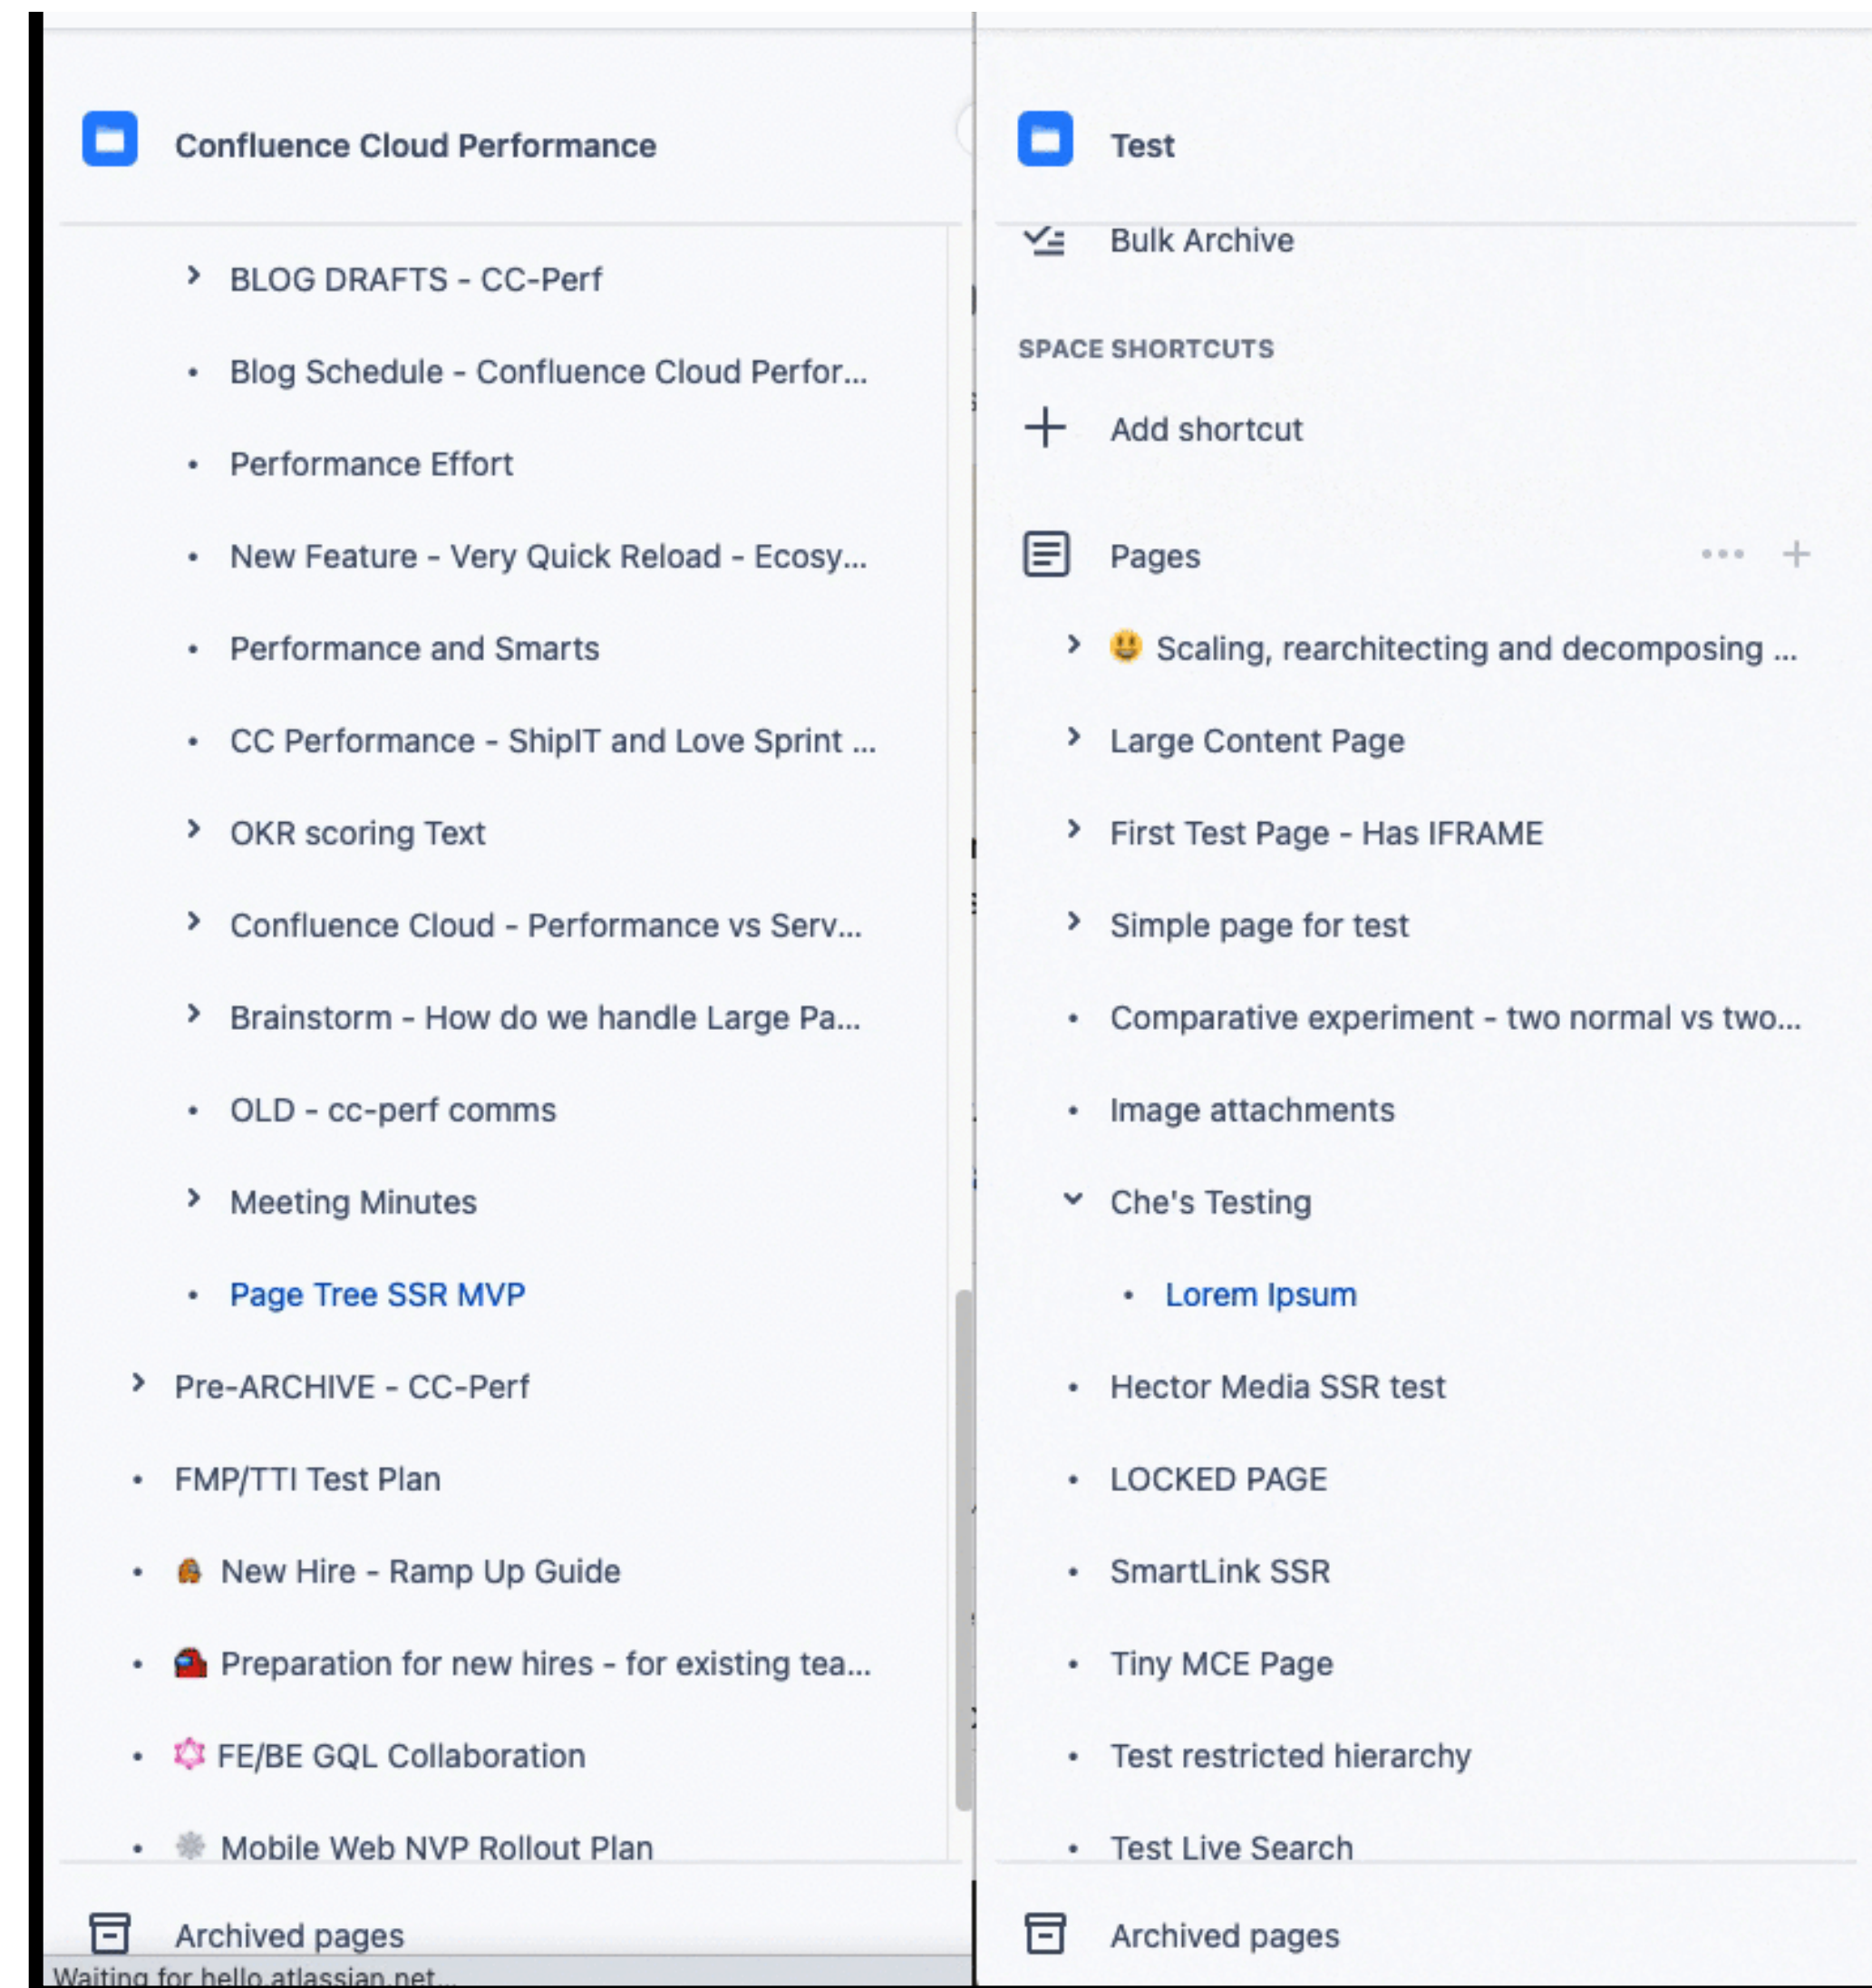 Confluence Cloud Performance
BLOG DRAFTS - CC-Perf
Blog Schedule - Confluence Cloud Perfor...
Performance Effort
New Feature - Very Quick Reload - Ecosy...
Performance and Smarts
CC Performance - ShipIT and Love Sprint ...
OKR scoring Text
Confluence Cloud - Performance vs Serv...
Brainstorm - How do we handle Large Pa...
OLD - cc-perf comms
Meeting Minutes
Page Tree SSR MVP
Pre-ARCHIVE - CC-Perf
FMP/TTI Test Plan
New Hire - Ramp Up Guide
Preparation for new hires - for existing tea...
FE/BE GQL Collaboration
Mobile Web NVP Rollout Plan
Archived pages
Waiting for hello.atlassian.net...
Test
Bulk Archive
SPACE SHORTCUTS
Add shortcut
Pages
Scaling, rearchitecting and decomposing ...
Large Content Page
First Test Page - Has IFRAME
Simple page for test
Comparative experiment - two normal vs two...
Image attachments
Che's Testing
Lorem Ipsum
Hector Media SSR test
LOCKED PAGE
SmartLink SSR
Tiny MCE Page
Test restricted hierarchy
Test Live Search
Archived pages